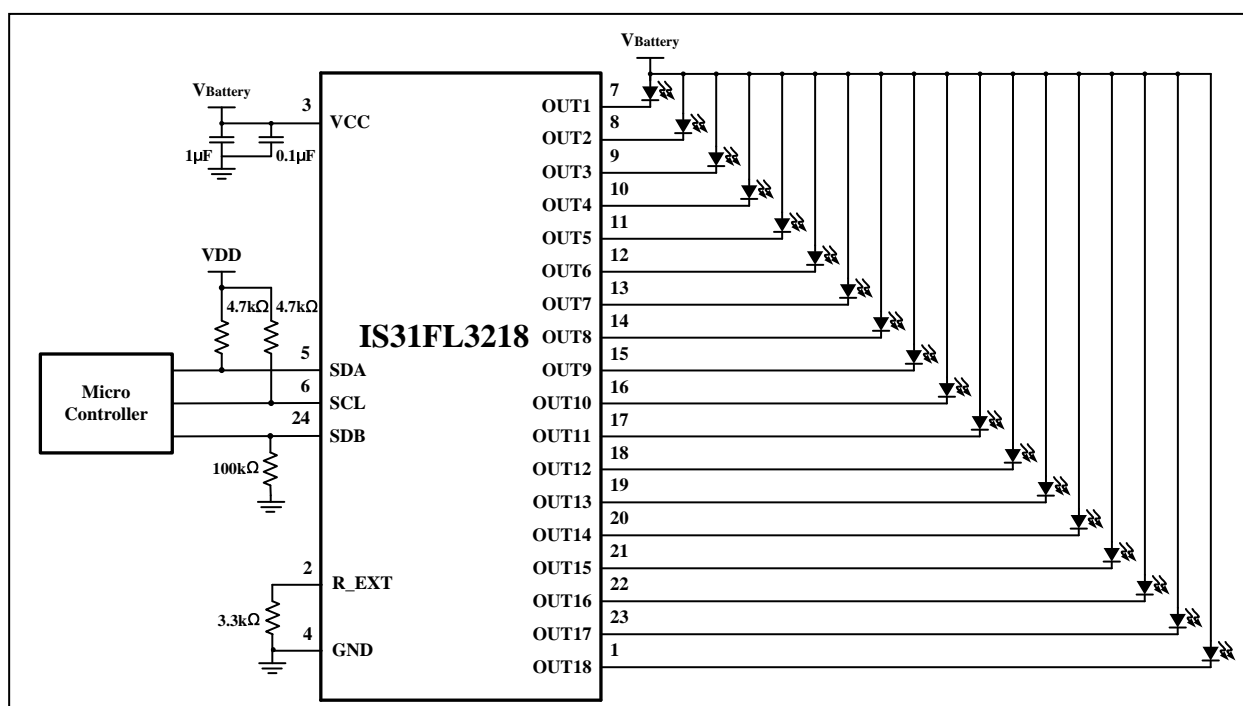 VBattery
3
VCC
1μF
0.1μF
VDD
4.7kΩ 4.7kΩ
Micro
Controller
5
SDA
6
SCL
24
SDB
100kΩ
2
R_EXT
3.3kΩ
4
GND
IS31FL3218
VBattery
7
OUT1
8
OUT2
9
OUT3
10
OUT4
11
OUT5
12
OUT6
13
OUT7
14
OUT8
15
OUT9
16
OUT10
17
OUT11
18
OUT12
19
OUT13
20
OUT14
21
OUT15
22
OUT16
23
OUT17
1
OUT18